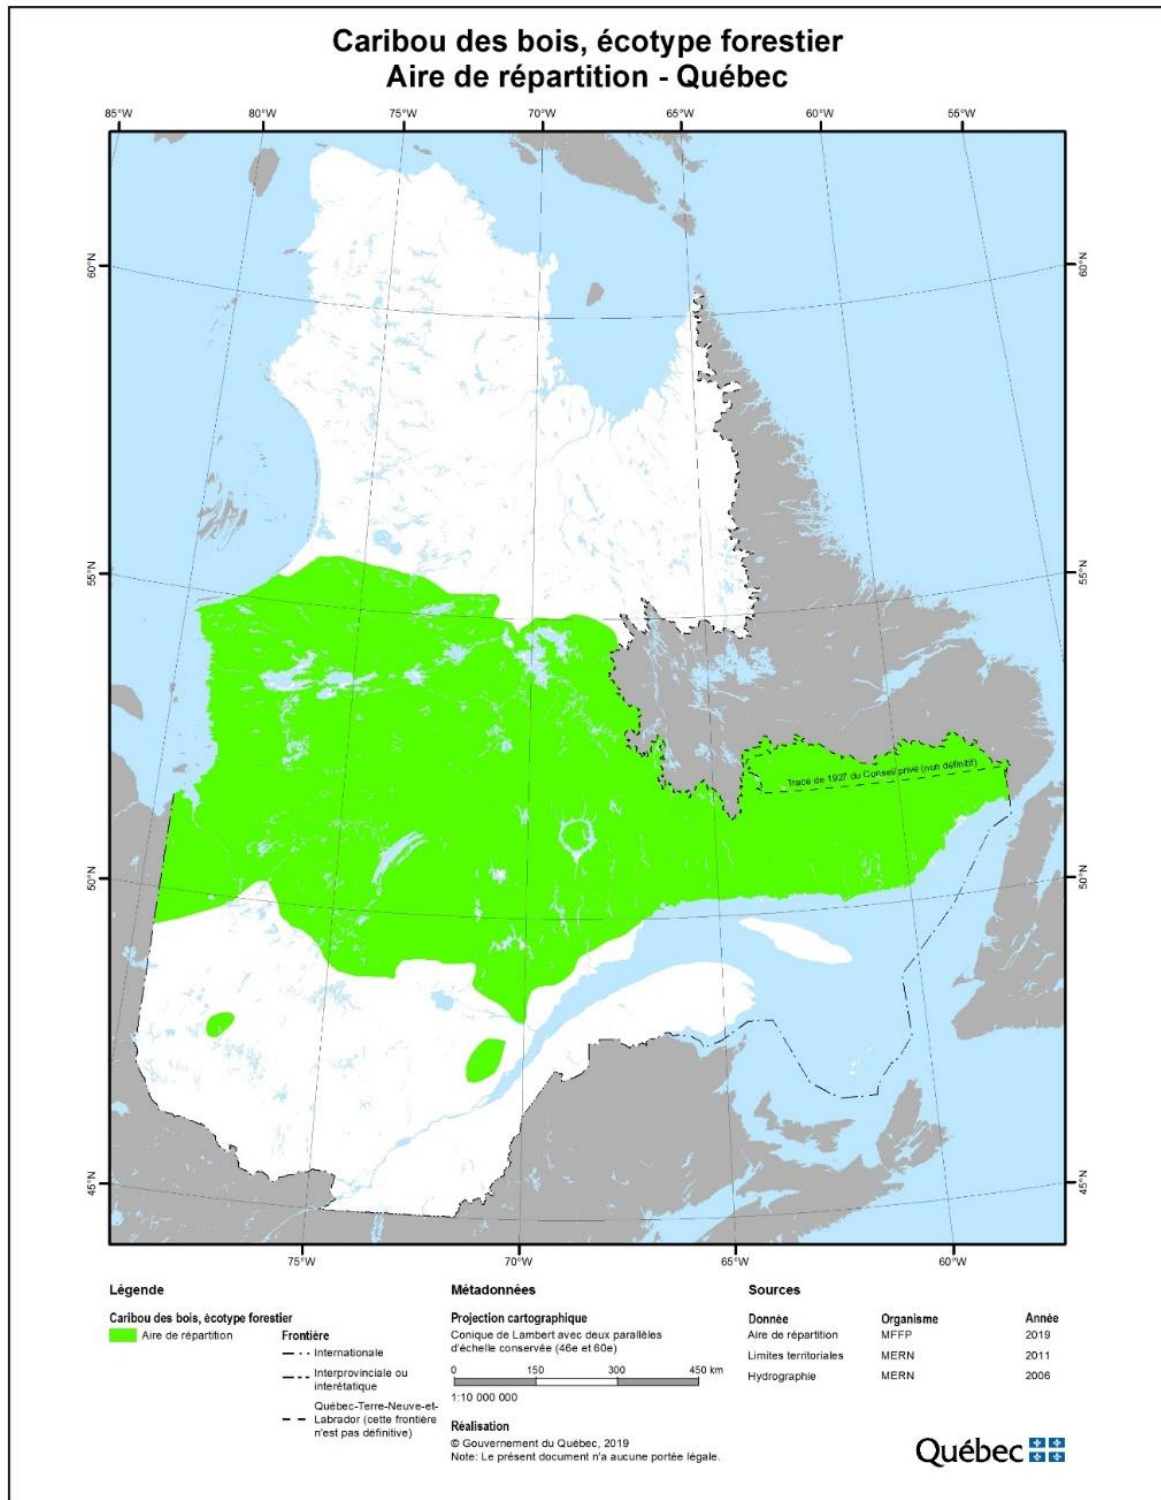 Caribou des bois, écotype forestier
Aire de répartition - Québec
85°W 80°W 75°W 70°W 65°W 60°W 55°W
60°N 60°N
55°N 55°N
Tracé de 1927 du Conseil privé (non définitif)
50°N 50°N
45°N 45°N
75°W 70°W 65°W 60°W
Légende
Caribou des bois, écotype forestier
Aire de répartition
Frontière
Internationale
Interprovinciale ou
interétatique
Québec-Terre-Neuve-et-
Labrador (cette frontière
n'est pas définitive)
Métadonnées
Projection cartographique
Conique de Lambert avec deux parallèles
d'échelle conservée (46e et 60e)
0 150 300 450 km
1:10 000 000
Réalisation
© Gouvernement du Québec, 2019
Note: Le présent document n'a aucune portée légale.
Sources
Donnée Organisme Année
Aire de répartition MFFP 2019
Limites territoriales MERN 2011
Hydrographie MERN 2006
Québec